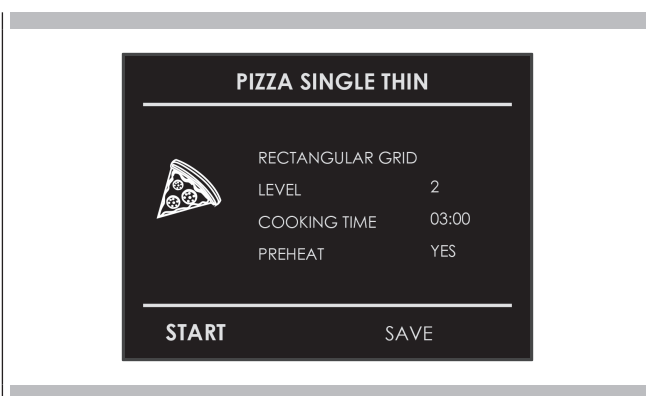 PIZZA SINGLE THIN
RECTANGULAR GRID
LEVEL 2
COOKING TIME 03:00
PREHEAT YES
START SAVE